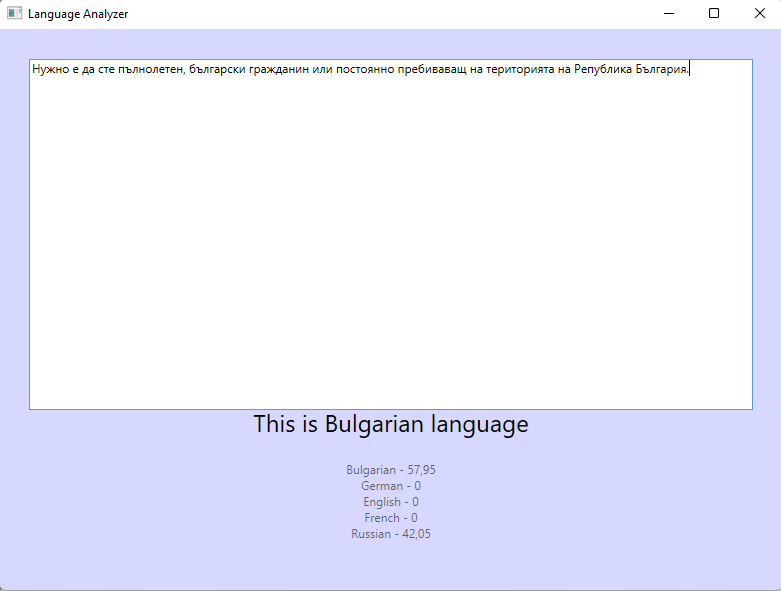 Language Analyzer
Нужно е да сте пълнолетен, български гражданин или постоянно пребиваващ на територията на Република България.
This is Bulgarian language
Bulgarian - 57,95
German - 0
English - 0
French - 0
Russian - 42,05